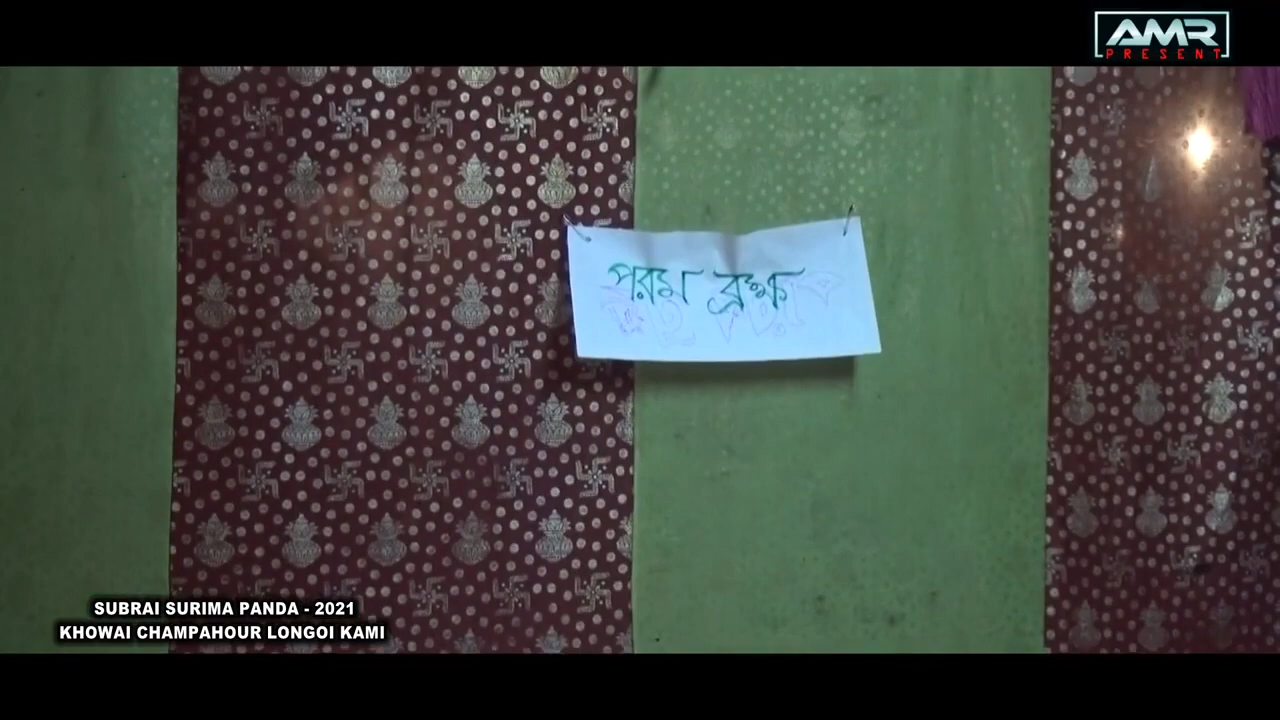 AMR
PRESENT
পরম ব্রহ্ম
SUBRAI SURIMA PANDA - 2021
KHOWAI CHAMPAHOUR LONGOI KAMI